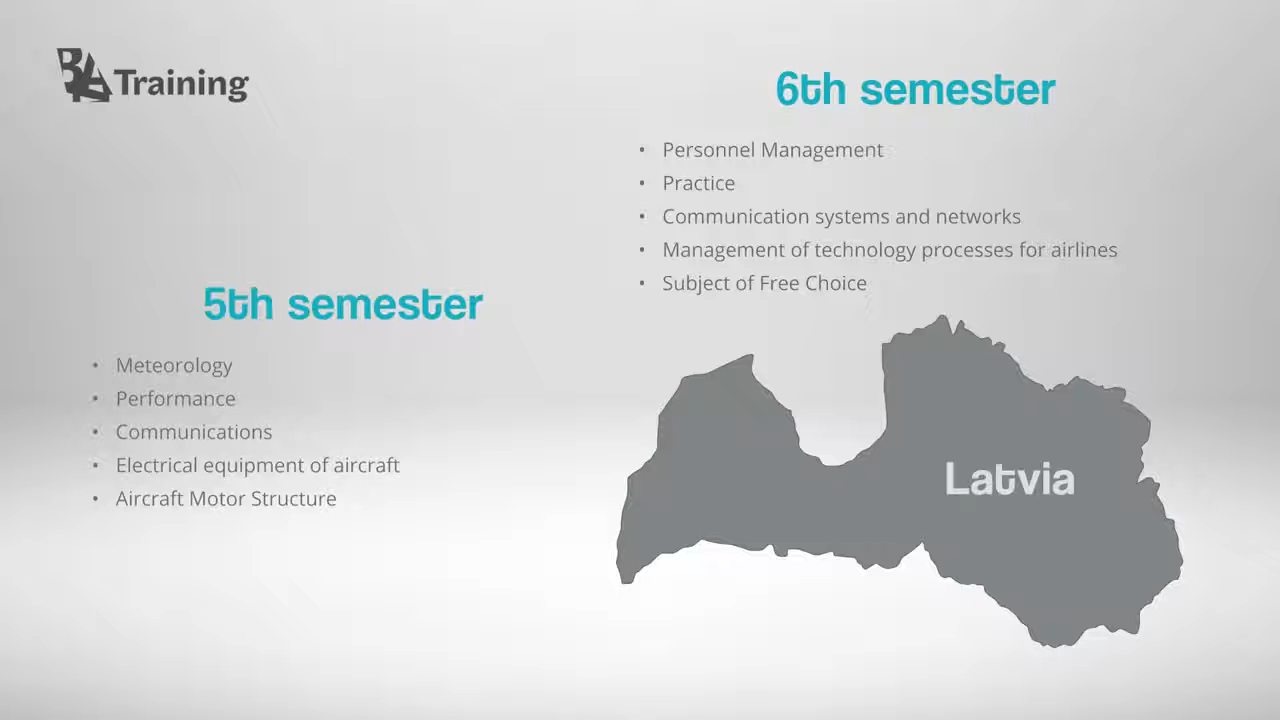 BAA Training
6th semester
• Personnel Management
• Practice
• Communication systems and networks
• Management of technology processes for airlines
• Subject of Free Choice
5th semester
• Meteorology
• Performance
• Communications
• Electrical equipment of aircraft
• Aircraft Motor Structure
Latvia